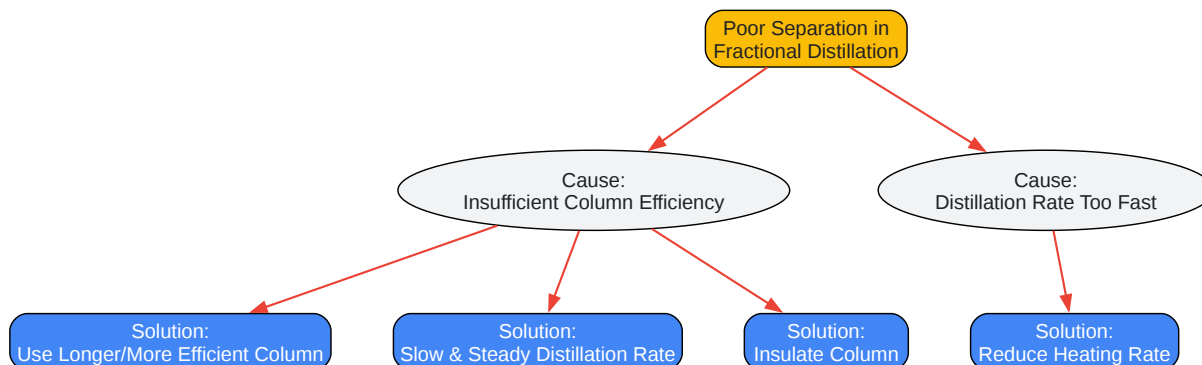 Poor Separation in
Fractional Distillation
Cause:
Insufficient Column Efficiency
Cause:
Distillation Rate Too Fast
Solution:
Use Longer/More Efficient Column
Solution:
Slow & Steady Distillation Rate
Solution:
Insulate Column
Solution:
Reduce Heating Rate